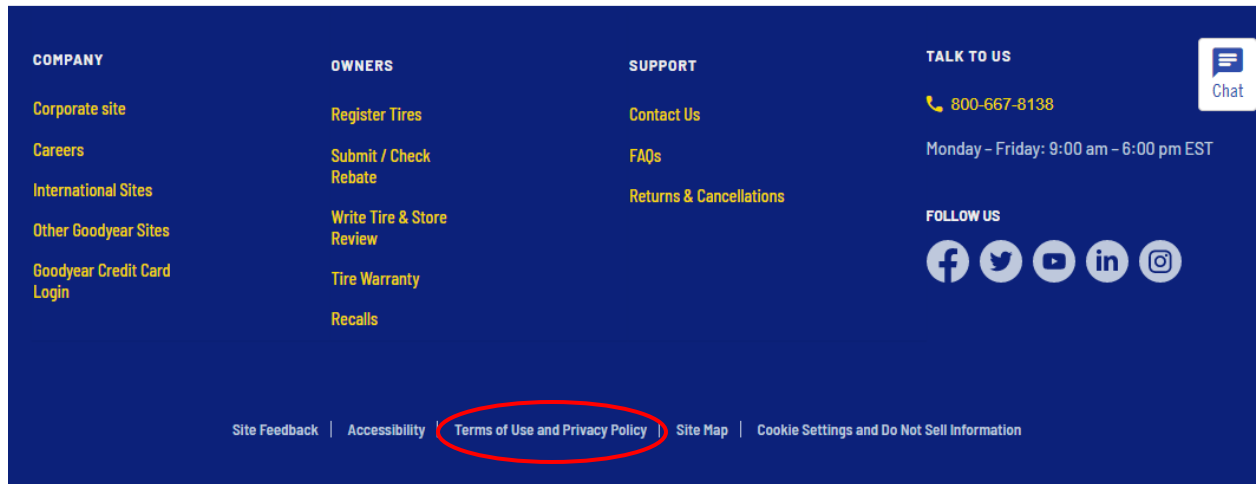 COMPANY
Corporate site
Careers
International Sites
Other Goodyear Sites
Goodyear Credit Card
Login
OWNERS
Register Tires
Submit / Check
Rebate
Write Tire & Store
Review
Tire Warranty
Recalls
SUPPORT
Contact Us
FAQs
Returns & Cancellations
TALK TO US
800-667-8138
Monday – Friday: 9:00 am – 6:00 pm EST
FOLLOW US
Chat
Site Feedback | Accessibility | Terms of Use and Privacy Policy | Site Map | Cookie Settings and Do Not Sell Information